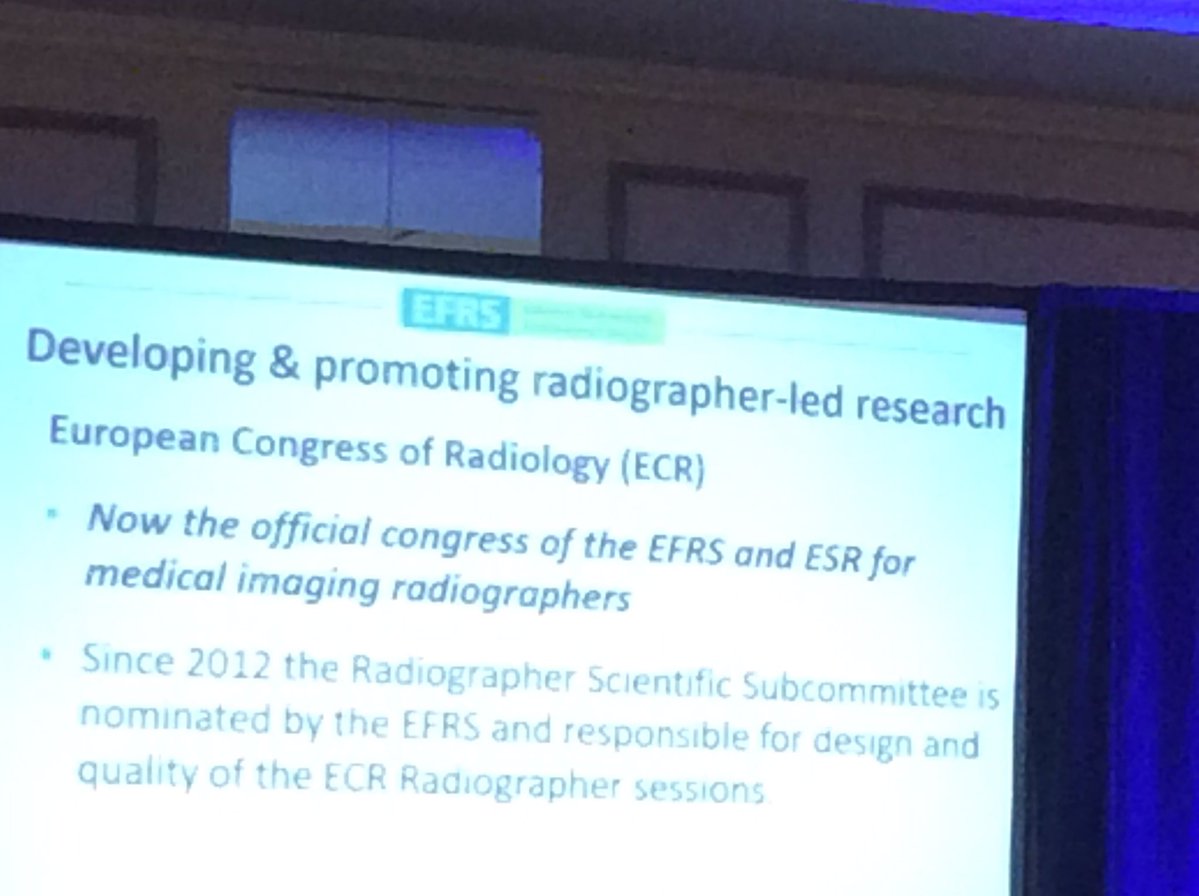 EFRS
Developing & promoting radiographer-led research
European Congress of Radiology (ECR)
• Now the official congress of the EFRS and ESR for
medical imaging radiographers
• Since 2012 the Radiographer Scientific Subcommittee is
nominated by the EFRS and responsible for design and
quality of the ECR Radiographer sessions.